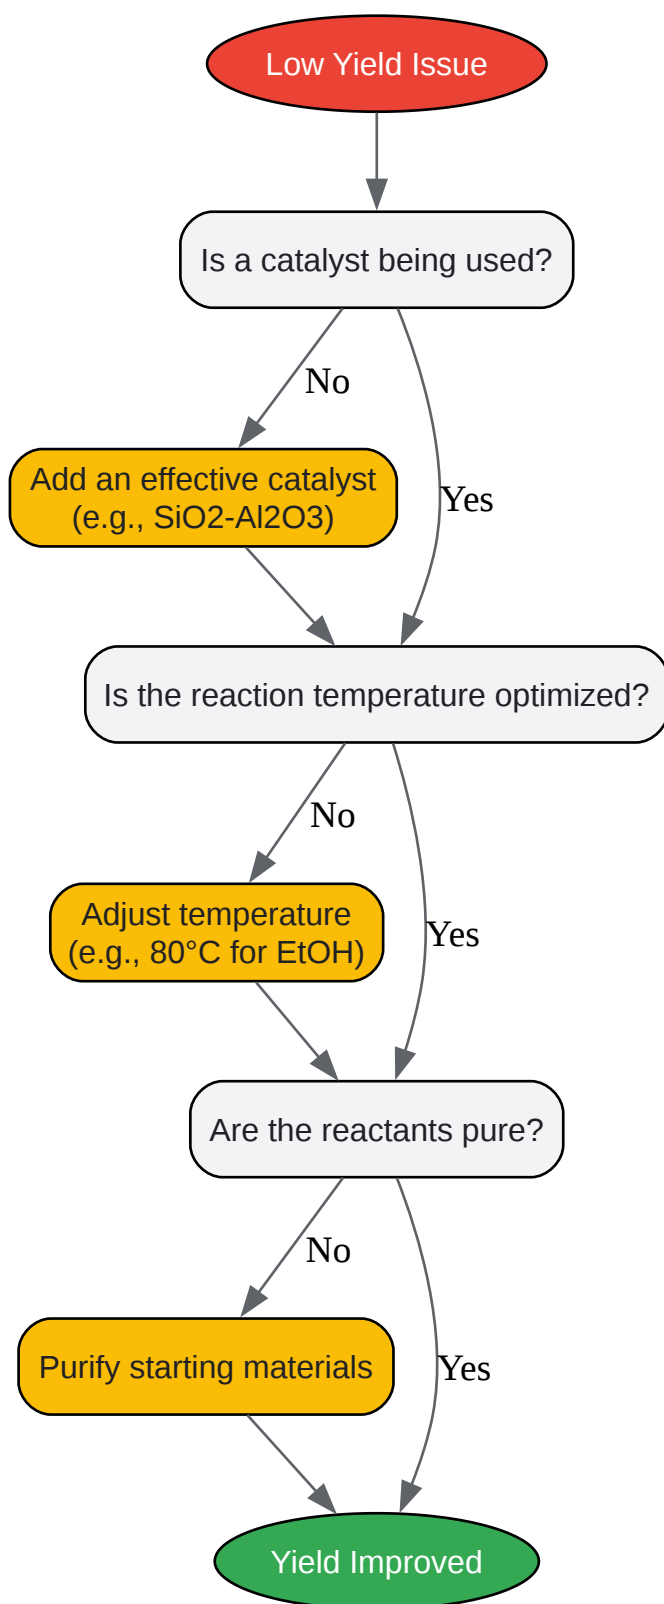 Low Yield Issue
Is a catalyst being used?
No
Add an effective catalyst
(e.g., SiO2-Al2O3)
Yes
Is the reaction temperature optimized?
No
Adjust temperature
(e.g., 80°C for EtOH)
Yes
Are the reactants pure?
No
Purify starting materials
Yes
Yield Improved